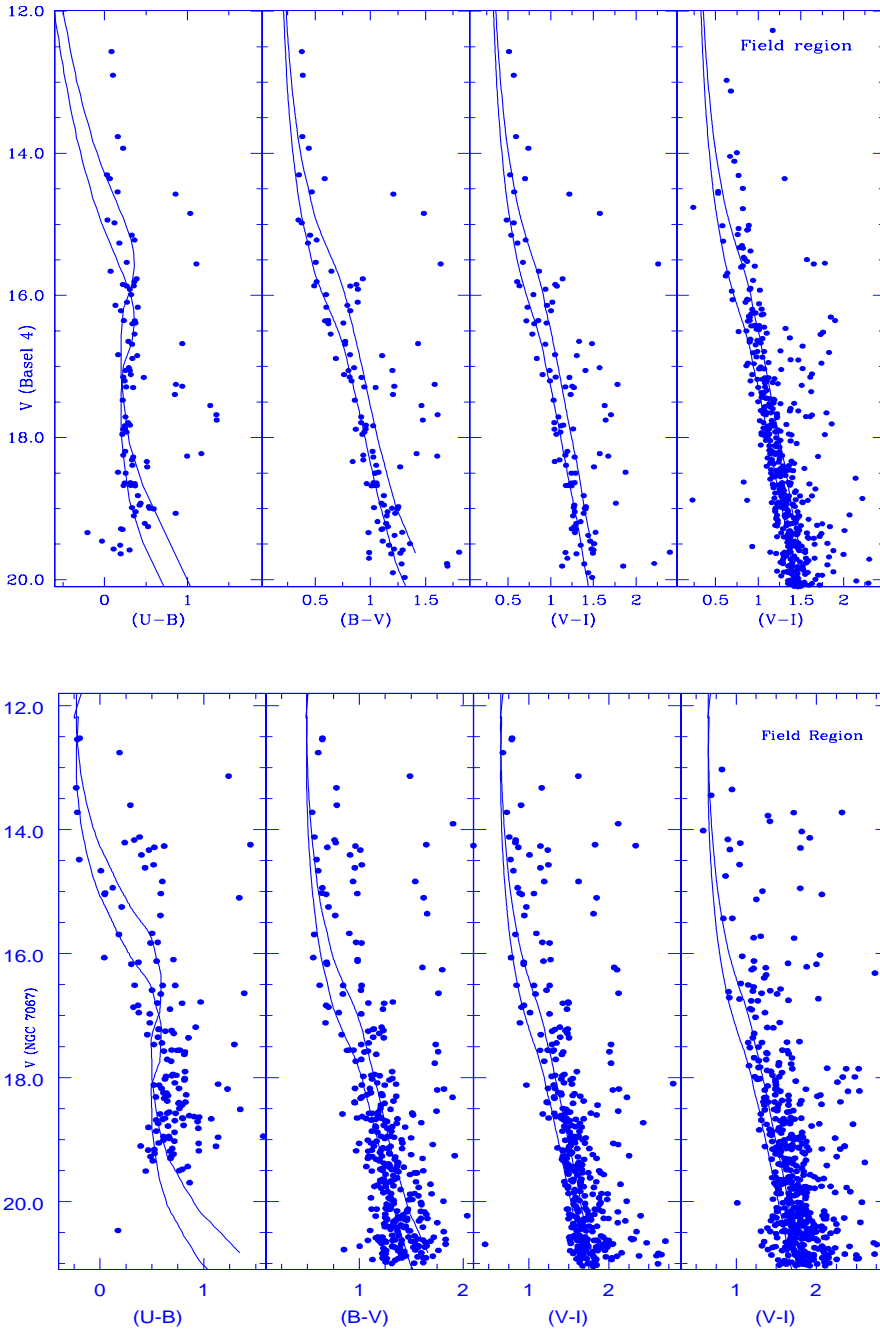 12.0
14.0
16.0
18.0
20.0
V (Basel 4)
Field region
0 1
0.5 1 1.5
0.5 1 1.5 2
0.5 1 1.5 2
(U−B)
(B−V)
(V−I)
(V−I)
12.0
14.0
16.0
18.0
20.0
V (NGC 7067)
Field Region
0 1
1 2
1 2
1 2
(U-B)
(B-V)
(V-I)
(V-I)